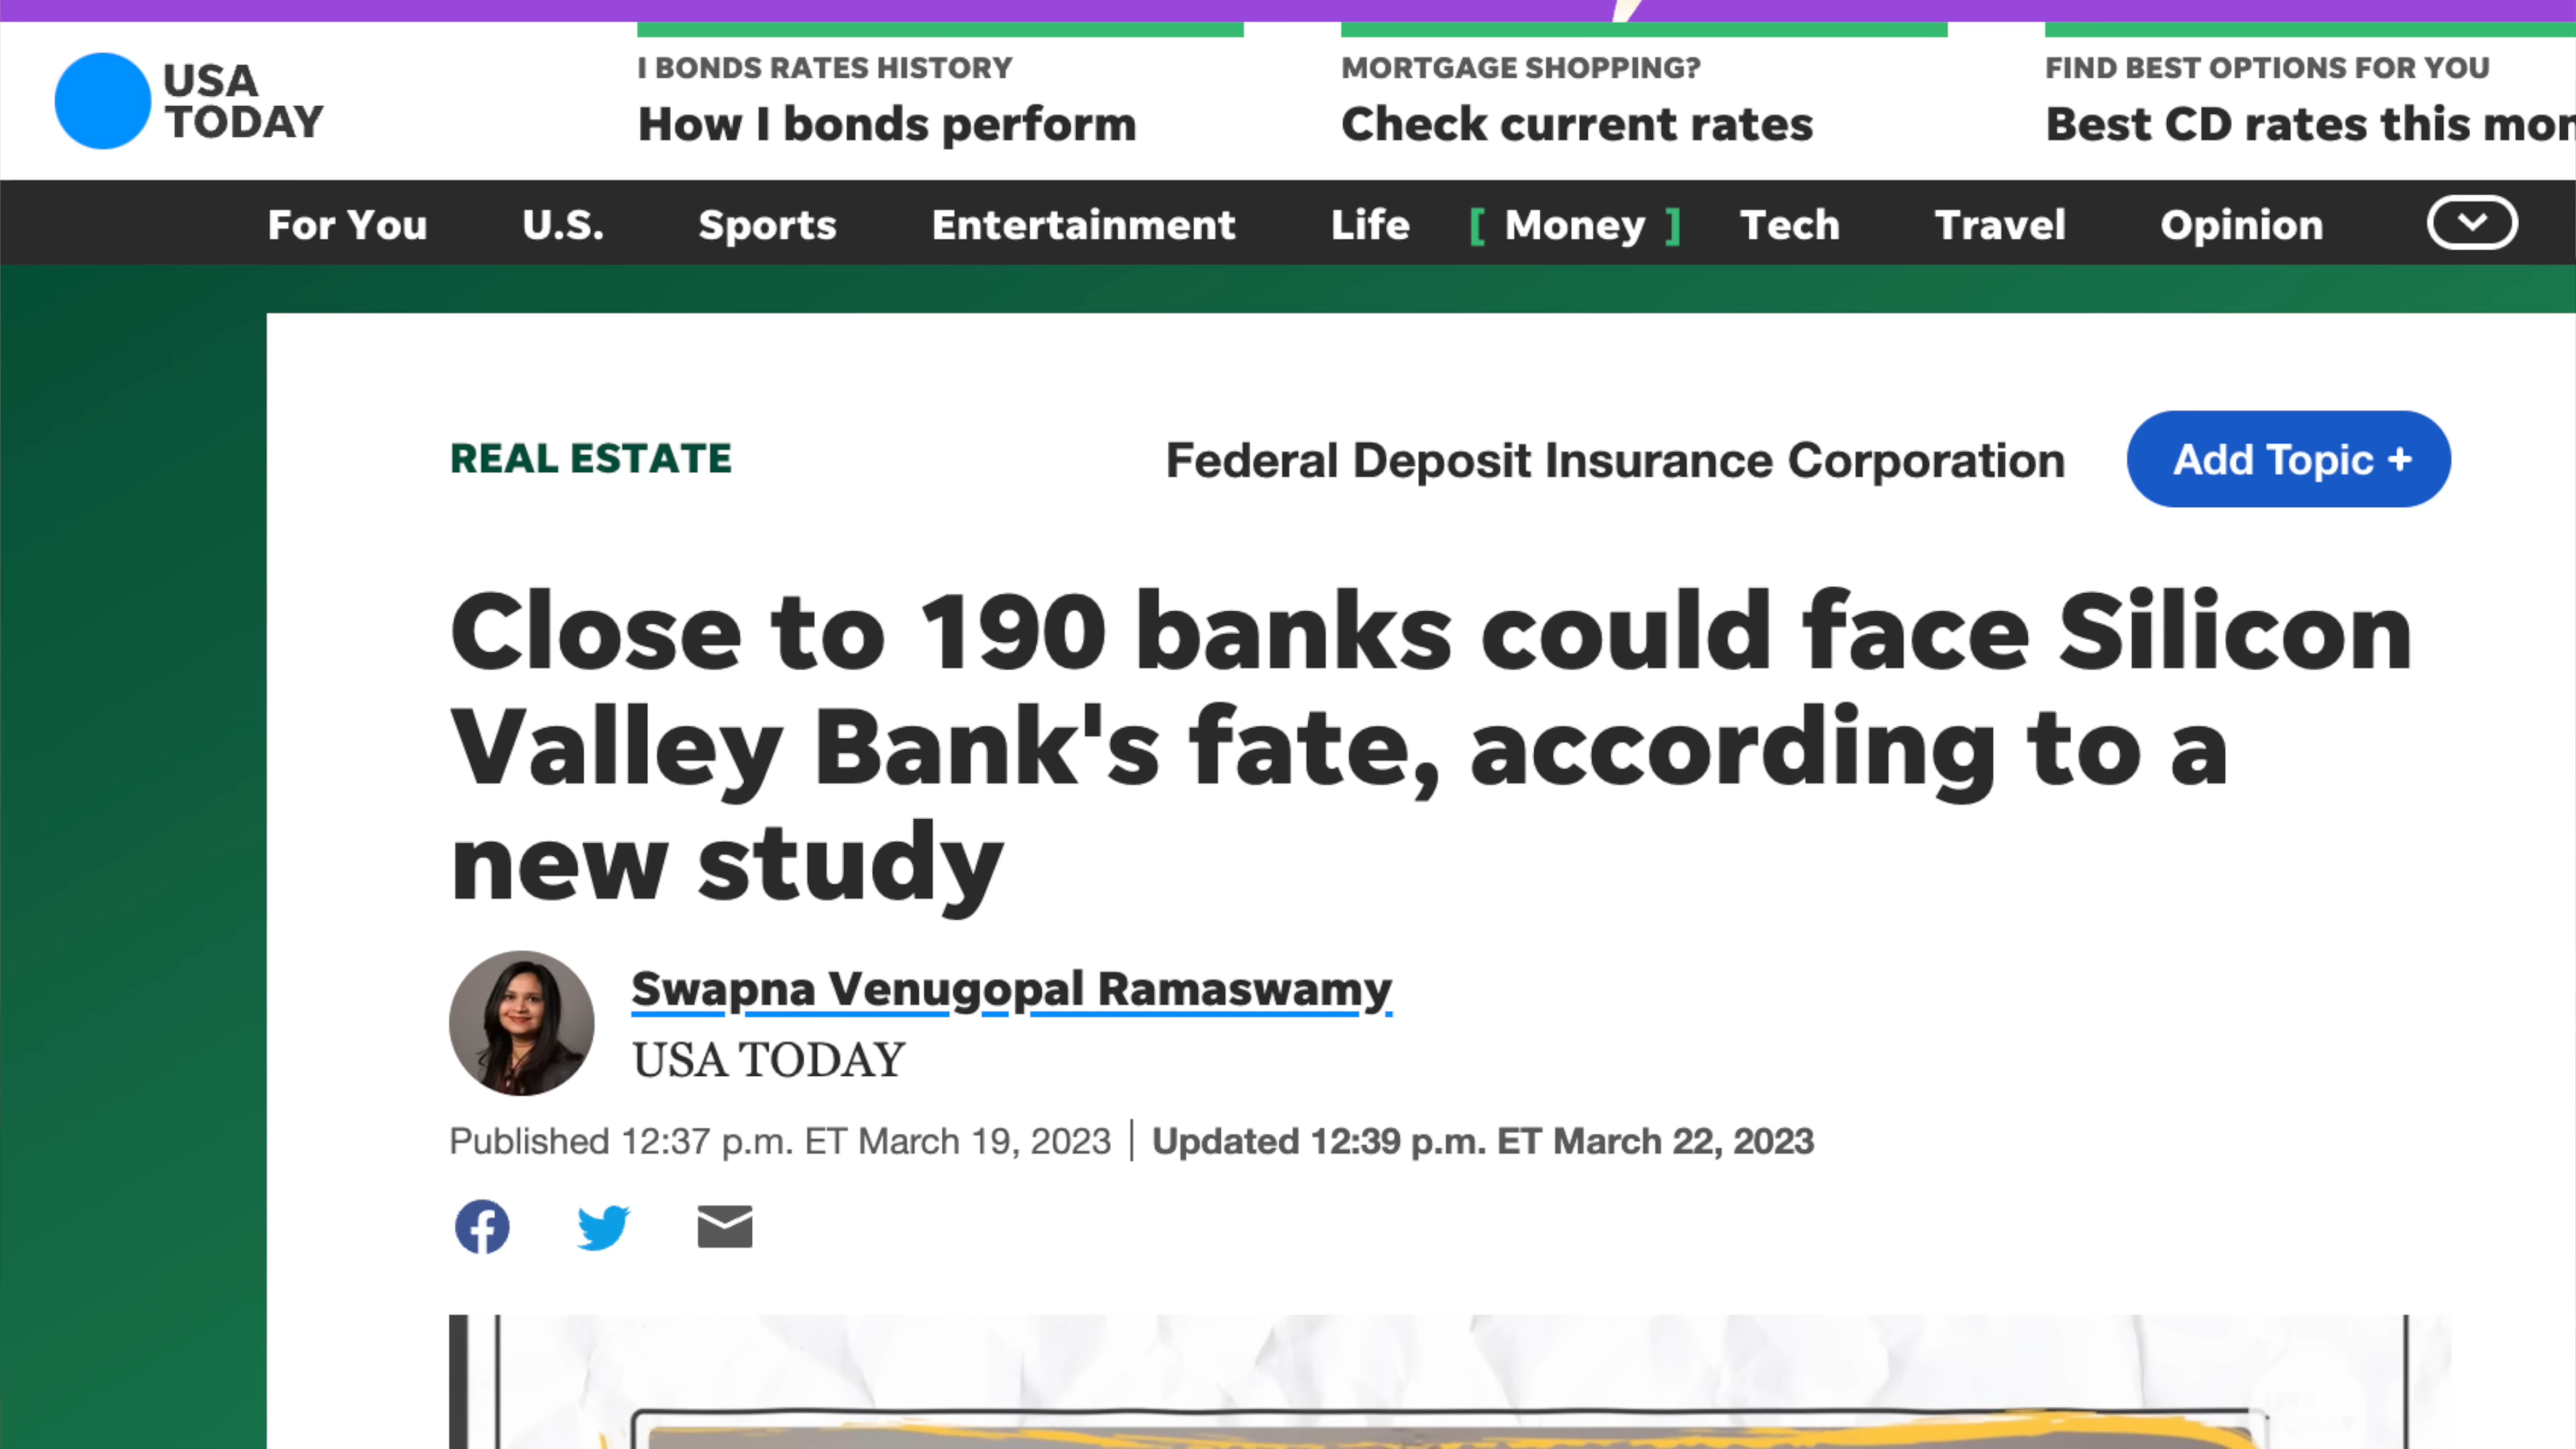 USA
TODAY
I BONDS RATES HISTORY
How I bonds perform
MORTGAGE SHOPPING?
Check current rates
FIND BEST OPTIONS FOR YOU
Best CD rates this mon
For You U.S. Sports Entertainment Life [ Money ] Tech Travel Opinion
REAL ESTATE
Federal Deposit Insurance Corporation
Add Topic +
Close to 190 banks could face Silicon
Valley Bank's fate, according to a
new study
Swapna Venugopal Ramaswamy
USA TODAY
Published 12:37 p.m. ET March 19, 2023 | Updated 12:39 p.m. ET March 22, 2023